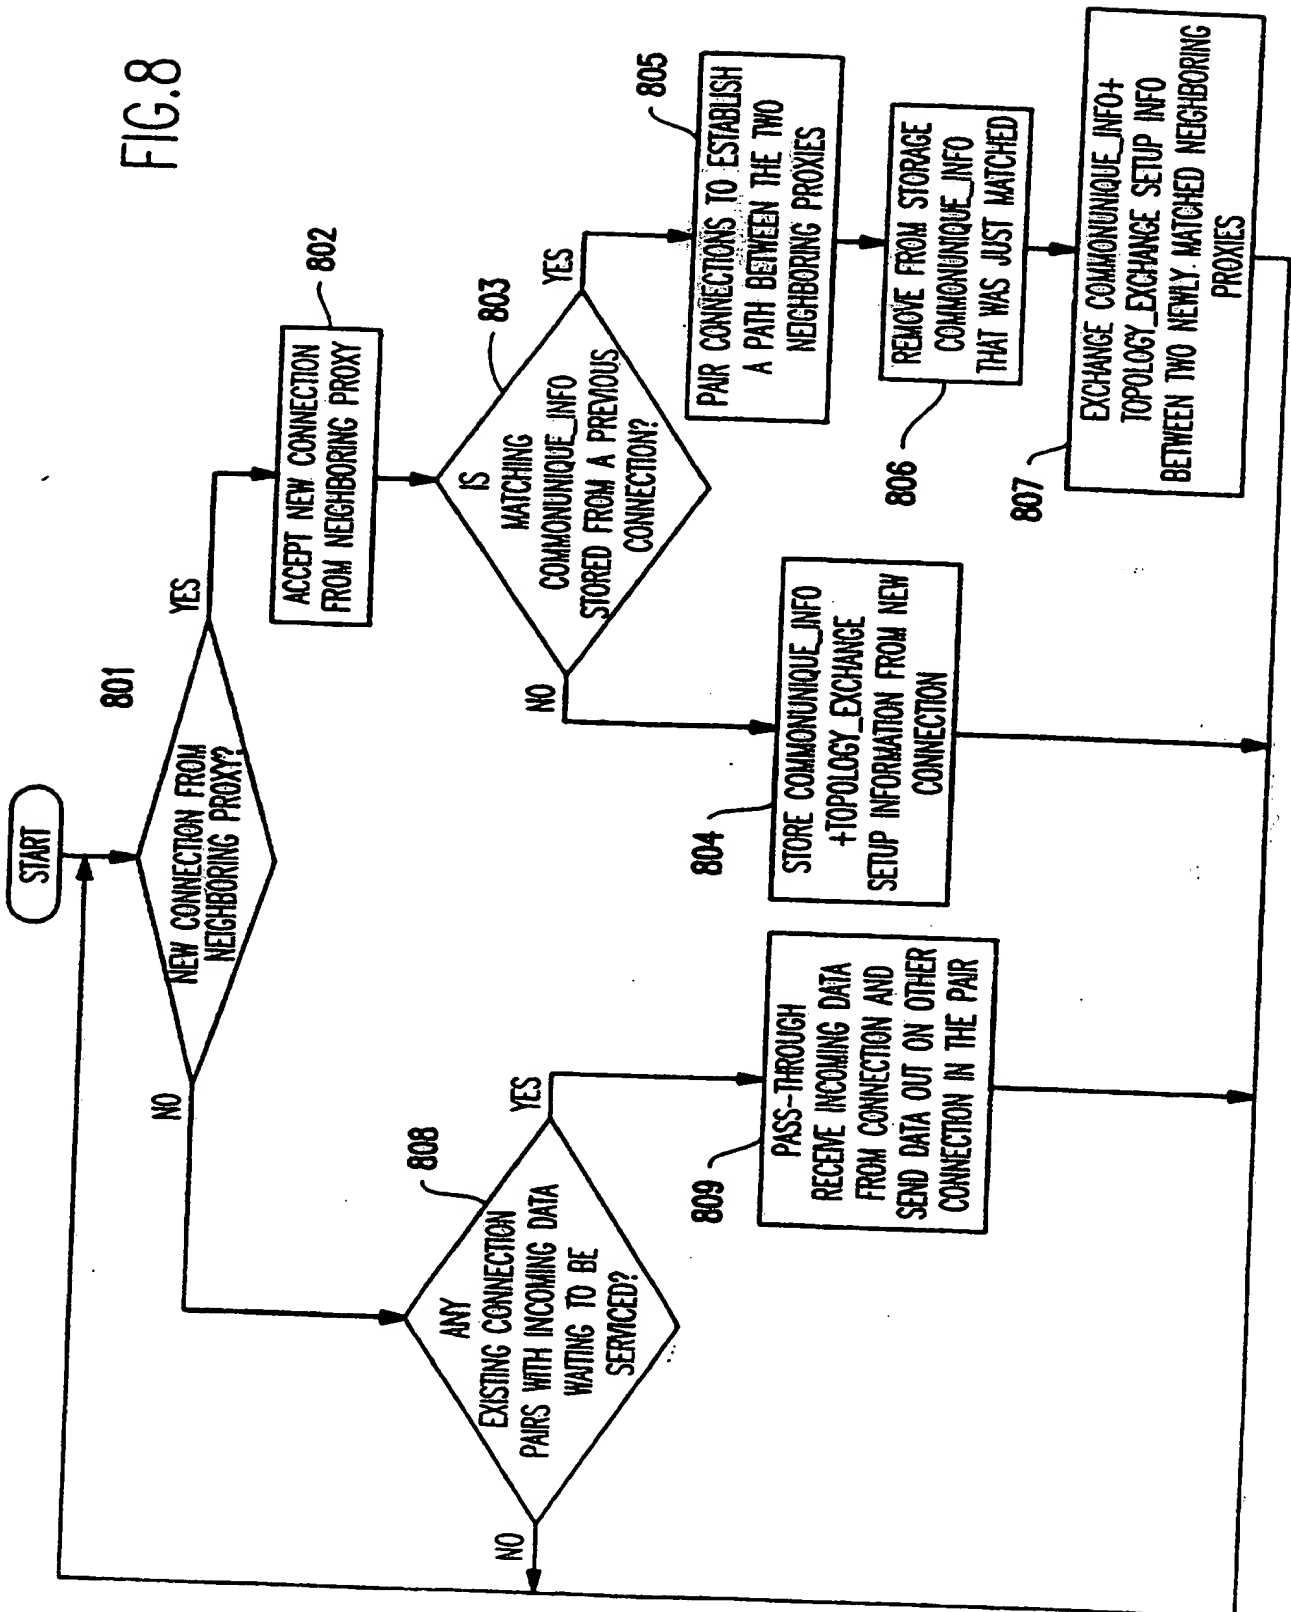 FIG.8
START
801
NEW CONNECTION FROM
NEIGHBORING PROXY?
YES
NO
802
ACCEPT NEW CONNECTION
FROM NEIGHBORING PROXY
803
IS
MATCHING
COMMONUNIQUE_INFO
STORED FROM A PREVIOUS
CONNECTION?
YES
NO
805
PAIR CONNECTIONS TO ESTABLISH
A PATH BETWEEN THE TWO
NEIGHBORING PROXIES
806
REMOVE FROM STORAGE
COMMONUNIQUE_INFO
THAT WAS JUST MATCHED
807
EXCHANGE COMMONUNIQUE_INFO+
TOPOLOGY_EXCHANGE SETUP INFO
BETWEEN TWO NEWLY MATCHED NEIGHBORING
PROXIES
804
STORE COMMONUNIQUE_INFO
+TOPOLOGY_EXCHANGE
SETUP INFORMATION FROM NEW
CONNECTION
808
ANY
EXISTING CONNECTION
PAIRS WITH INCOMING DATA
WAITING TO BE
SERVICED?
YES
NO
809
PASS-THROUGH
RECEIVE INCOMING DATA
FROM CONNECTION AND
SEND DATA OUT ON OTHER
CONNECTION IN THE PAIR